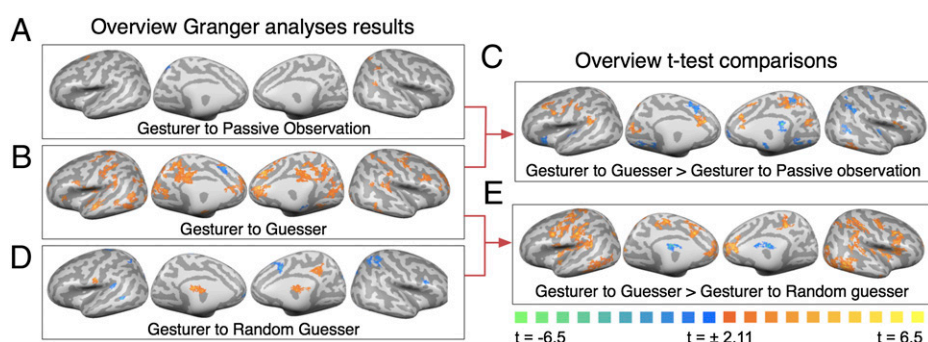 A
Overview Granger analyses results
Gesturer to Passive Observation
B
Gesturer to Guesser
D
Gesturer to Random Guesser
C
Overview t-test comparisons
Gesturer to Guesser > Gesturer to Passive observation
E
Gesturer to Guesser > Gesturer to Random guesser
t = -6.5
t = ± 2.11
t = 6.5